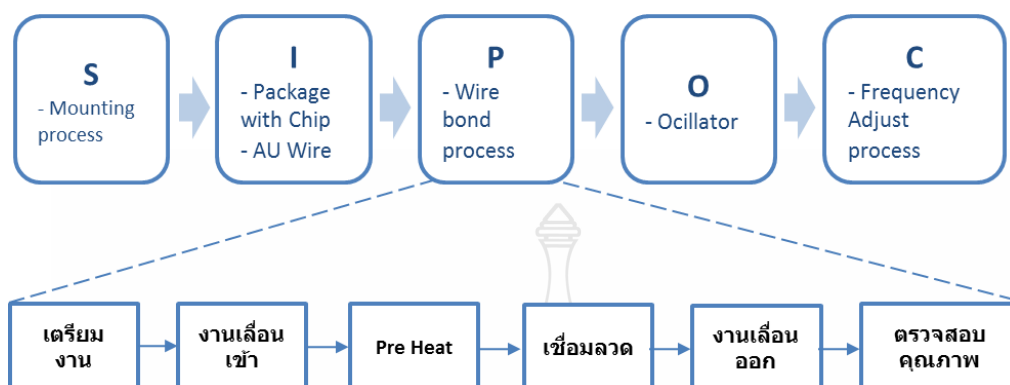 S
- Mounting
process
I
- Package
with Chip
- AU Wire
P
- Wire
bond
process
O
- Ocillator
C
- Frequency
Adjust
process
เตรียม
งาน
งานเลื่อน
เข้า
Pre Heat
เชื่อมลวด
งานเลื่อน
ออก
ตรวจสอบ
คุณภาพ